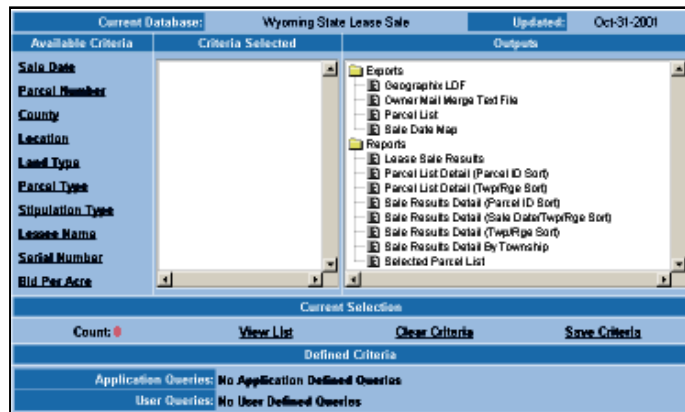 Current Database: Wyoming State Lease Sale Updated: Oct-31-2001
Available Criteria Criteria Selected Outputs
Sale Date
Parcel Number
County
Location
Land Type
Parcel Type
Stipulation Type
Lessee Name
Serial Number
Bid Per Acre
Exports
Geographix LDF
Owner Mail Merge Text File
Parcel List
Sale Date Map
Reports
Lease Sale Results
Parcel List Detail (Parcel ID Sort)
Parcel List Detail (Twp/Rge Sort)
Sale Results Detail (Parcel ID Sort)
Sale Results Detail (Sale Date/Twp/Rge Sort)
Sale Results Detail (Twp/Rge Sort)
Sale Results Detail By Township
Selected Parcel List
Current Selection
Count: 0 View List Clear Criteria Save Criteria
Defined Criteria
Application Queries: No Application Defined Queries
User Queries: No User Defined Queries